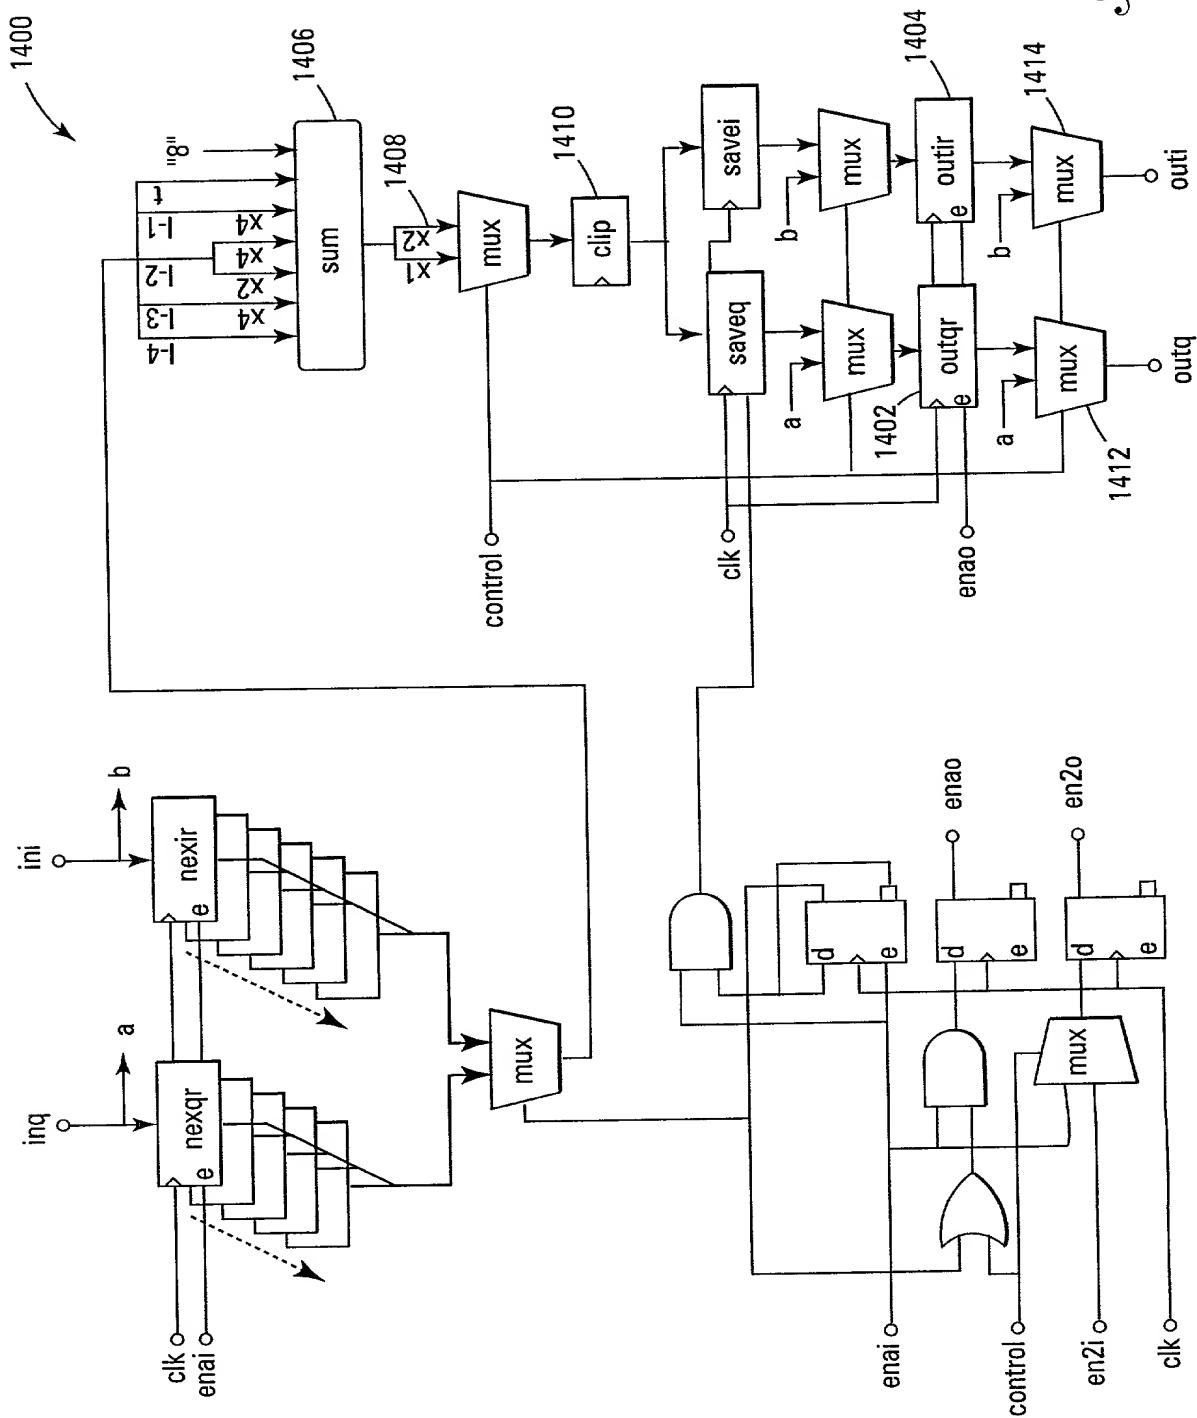 1400
"8"
t
I-1
I-2
I-3
I-4
x4
x4
x2
x4
sum
1406
x1
x2
1408
mux
control
clip
1410
saveq
savei
clk
a
mux
b
mux
1402
outqr
e
outir
e
1404
enao
a
mux
1412
b
mux
1414
outq
outi
inq
a
ini
b
nexqr
e
nexir
e
clk
enai
mux
d
e
d
e
enao
d
e
en2o
mux
enai
control
en2i
clk